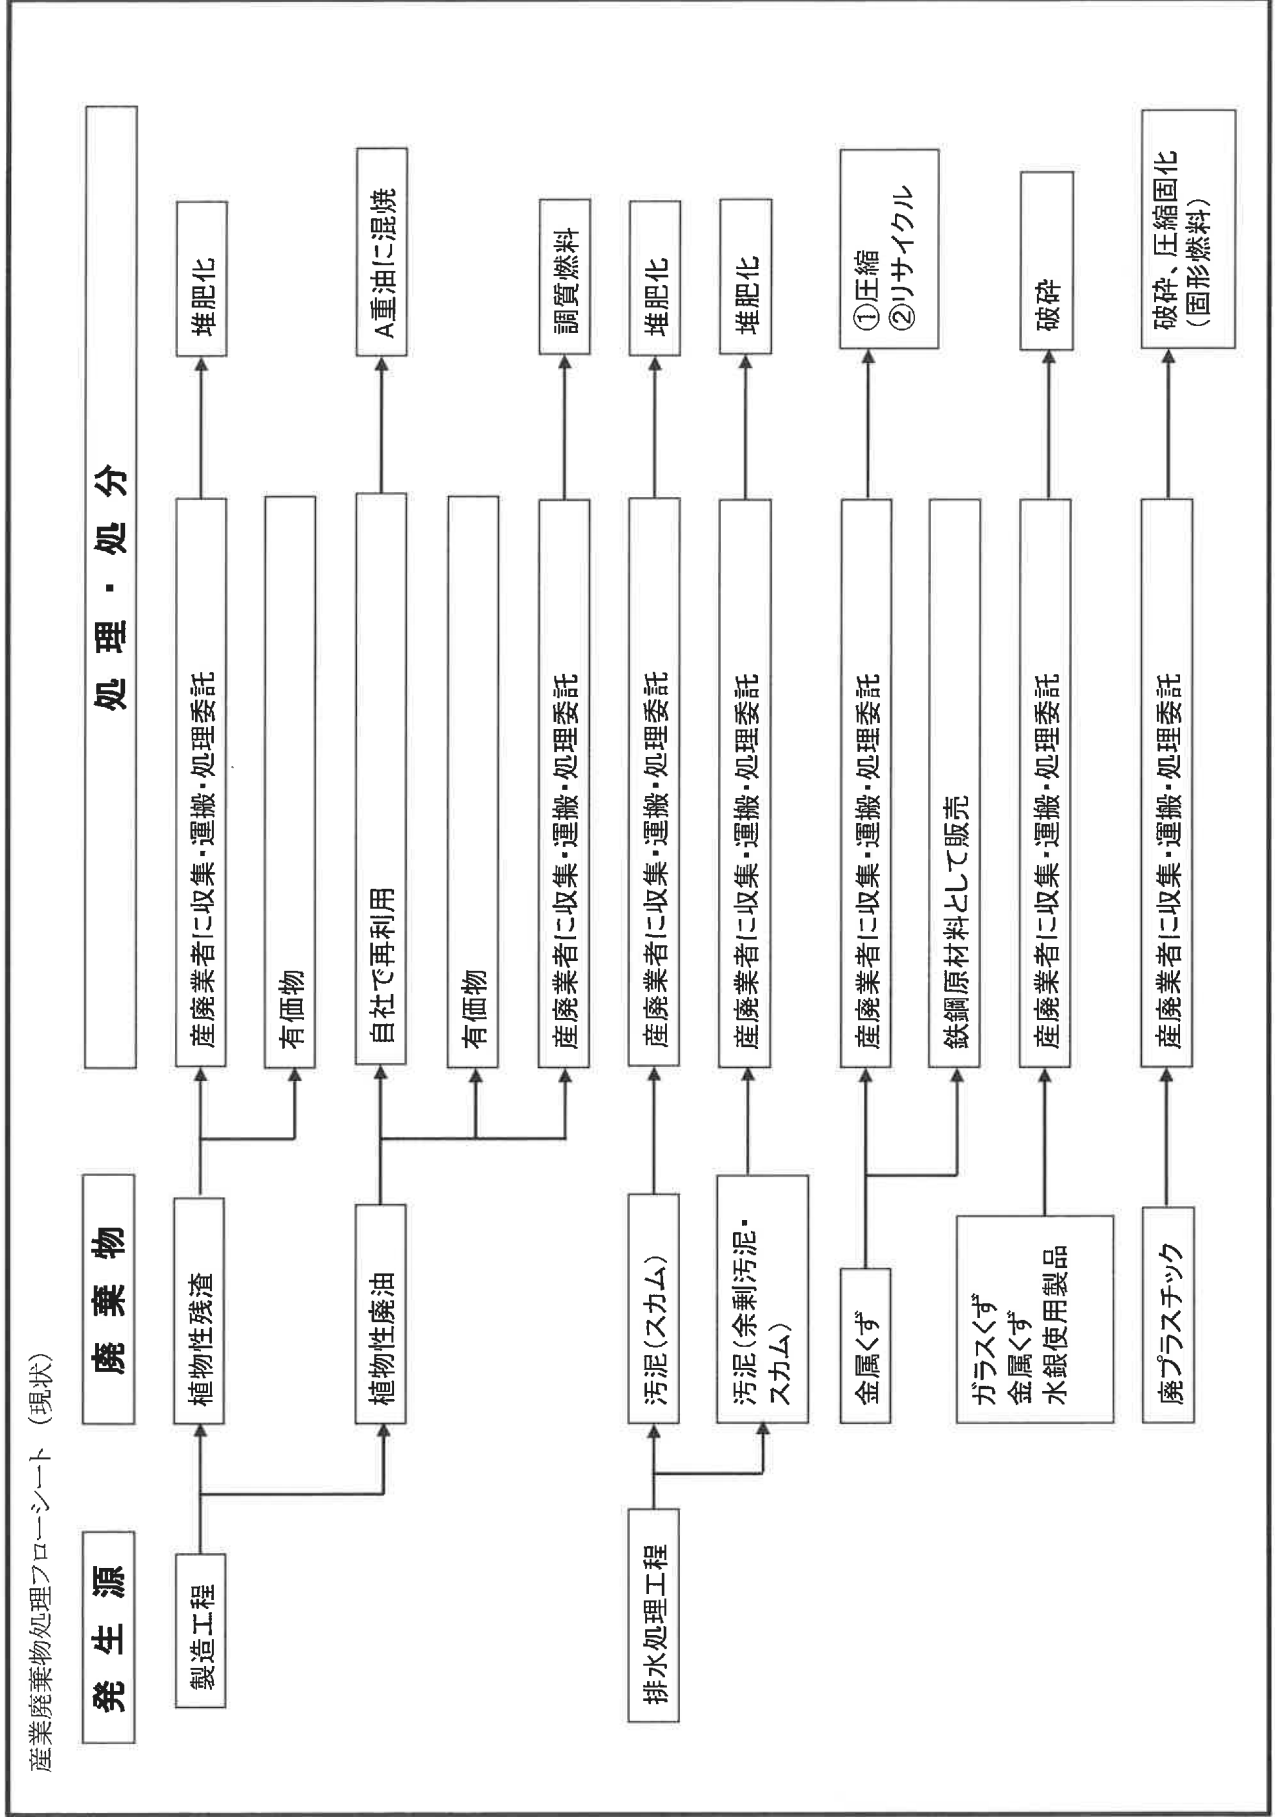 産業廃棄物処理フローシート (現状)
発生源
廃棄物
処理・処分
製造工程
植物性残渣
産廃業者に収集・運搬・処理委託
堆肥化
有価物
植物性廃油
自社で再利用
A重油に混焼
有価物
産廃業者に収集・運搬・処理委託
調質燃料
排水処理工程
汚泥(スカム)
産廃業者に収集・運搬・処理委託
堆肥化
汚泥(余剰汚泥・
スカム)
産廃業者に収集・運搬・処理委託
堆肥化
金属くず
産廃業者に収集・運搬・処理委託
①圧縮
②リサイクル
鉄鋼原材料として販売
ガラスくず
金属くず
水銀使用製品
産廃業者に収集・運搬・処理委託
破砕
廃プラスチック
産廃業者に収集・運搬・処理委託
破砕、圧縮固化
(固形燃料)